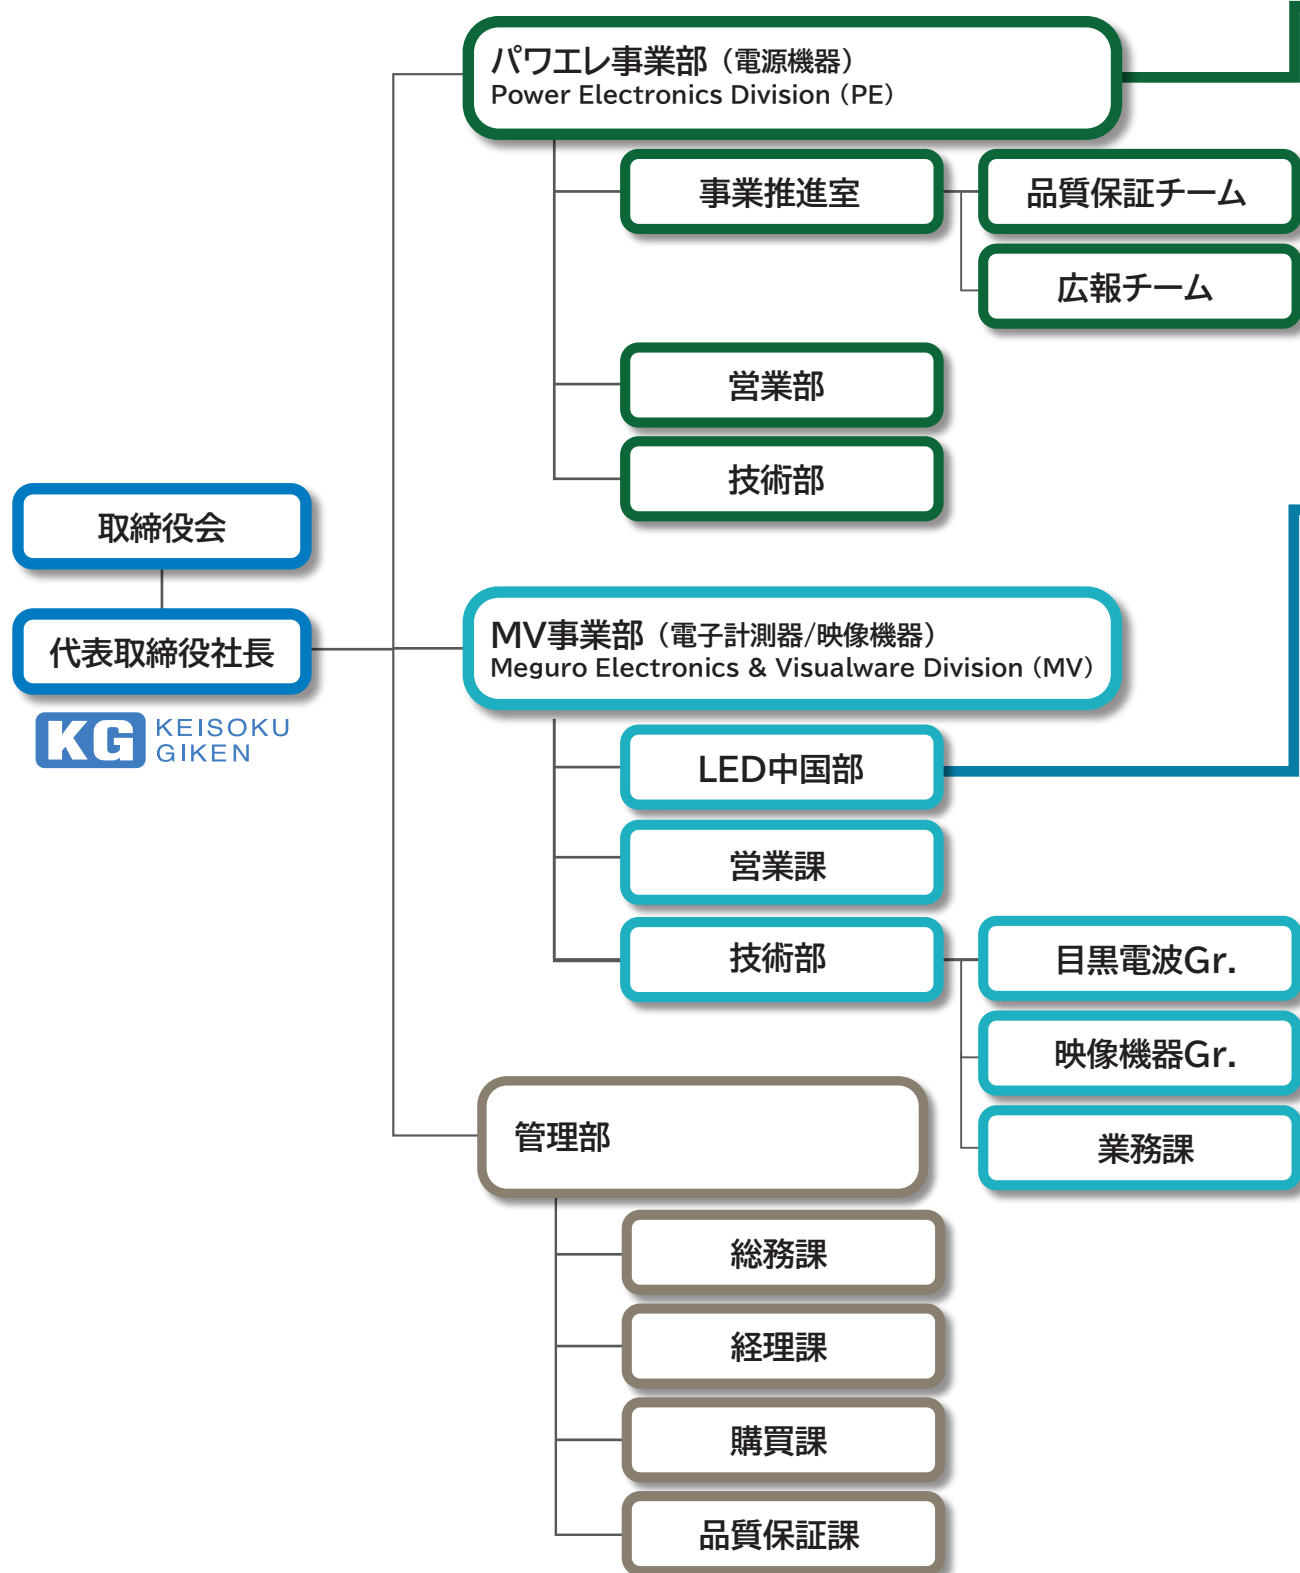 パワエレ事業部（電源機器）
Power Electronics Division (PE)
事業推進室
品質保証チーム
広報チーム
営業部
技術部
取締役会
代表取締役社長
KG KEISOKU
GIKEN
MV事業部（電子計測器/映像機器）
Meguro Electronics & Visualware Division (MV)
LED中国部
営業課
技術部
目黒電波Gr.
映像機器Gr.
業務課
管理部
総務課
経理課
購買課
品質保証課